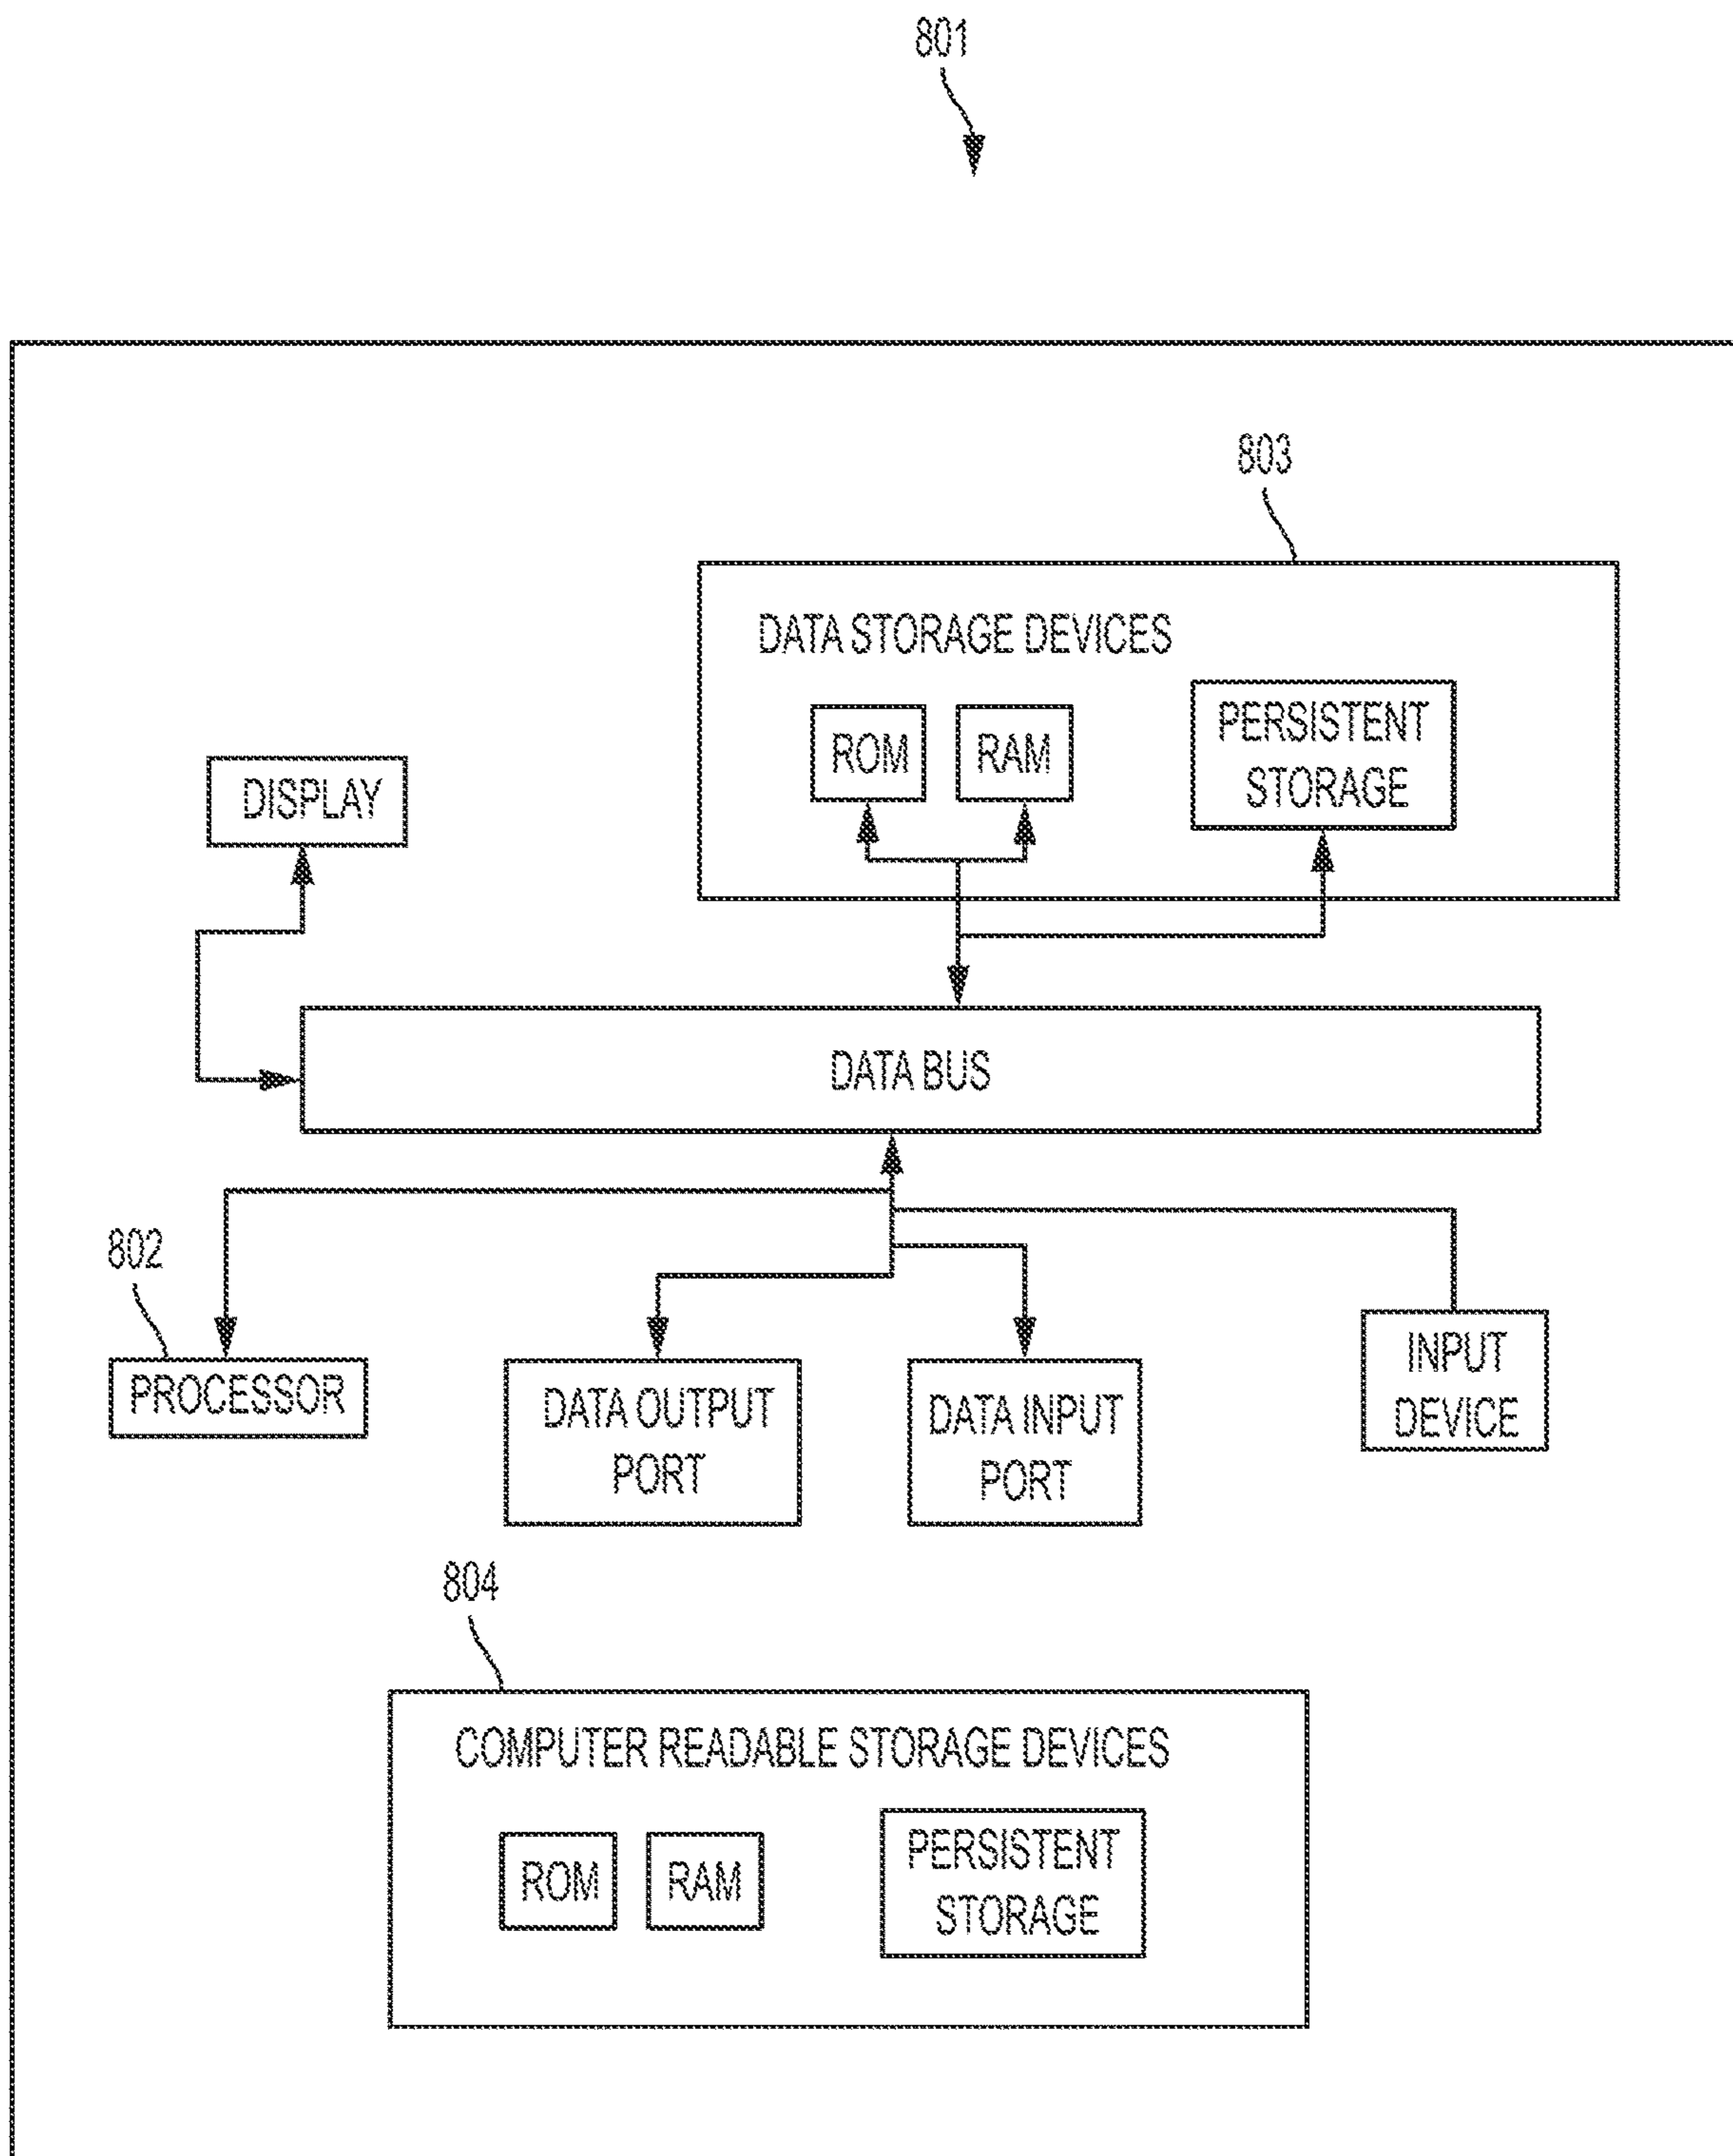 801
803
DATA STORAGE DEVICES
ROM
RAM
PERSISTENT
STORAGE
DISPLAY
DATA BUS
802
PROCESSOR
DATA OUTPUT
PORT
DATA INPUT
PORT
INPUT
DEVICE
804
COMPUTER READABLE STORAGE DEVICES
ROM
RAM
PERSISTENT
STORAGE